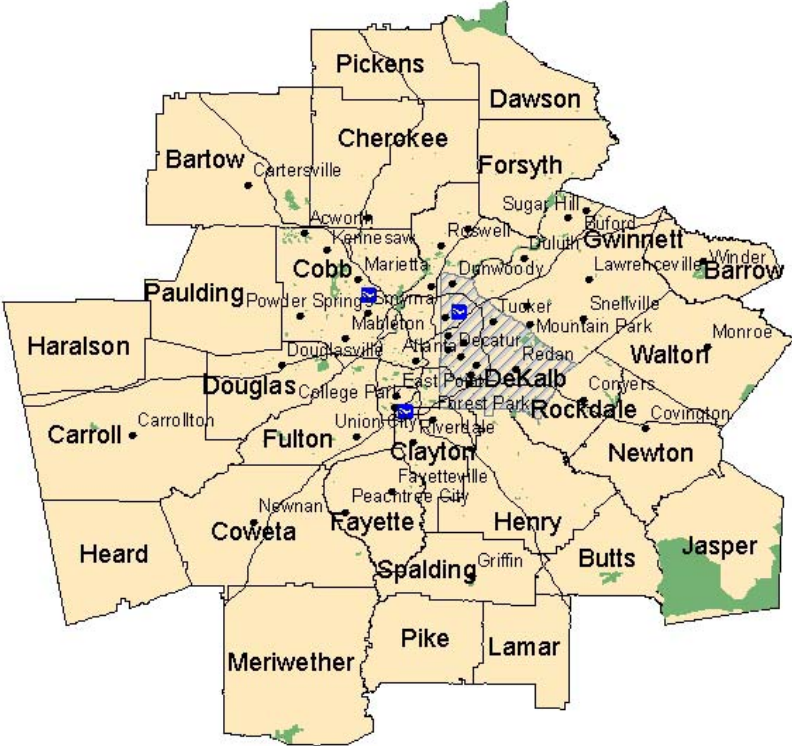 Pickens
Dawson
Cherokee
Bartow
Forsyth
Cartersville
Sugar Hill
Acworth
Roswell
Buford
Kennesaw
Duluth
Gwinnett
Cobb
Marietta
Dunwoody
Lawrenceville
Winder
Barrow
Paulding
Powder Springs
Smyrna
Tucker
Snellville
Mableton
Mountain Park
Monroe
Haralson
Douglasville
Atlanta
Decatur
Redan
Walton
Douglas
College Park
East Point
DeKalb
Conyers
Forest Park
Rockdale
Carroll
Carrollton
Union City
Riverdale
Covington
Fulton
Clayton
Newton
Fayetteville
Peachtree City
Newnan
Coweta
Fayette
Henry
Heard
Butts
Jasper
Spalding
Griffin
Pike
Lamar
Meriwether